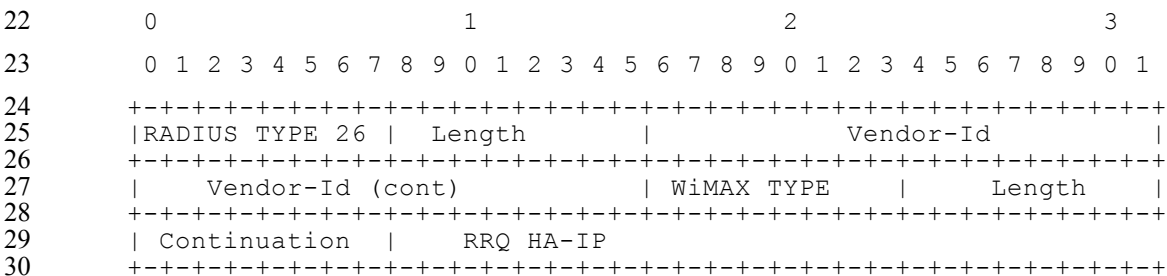 22 0 1 2 3
23 0 1 2 3 4 5 6 7 8 9 0 1 2 3 4 5 6 7 8 9 0 1 2 3 4 5 6 7 8 9 0 1
24 +-+-+-+-+-+-+-+-+-+-+-+-+-+-+-+-+-+-+-+-+-+-+-+-+-+-+-+-+-+-+-+-+
25 |RADIUS TYPE 26 | Length | Vendor-Id |
26 +-+-+-+-+-+-+-+-+-+-+-+-+-+-+-+-+-+-+-+-+-+-+-+-+-+-+-+-+-+-+-+-+
27 | Vendor-Id (cont) | WiMAX TYPE | Length |
28 +-+-+-+-+-+-+-+-+-+-+-+-+-+-+-+-+-+-+-+-+-+-+-+-+-+-+-+-+-+-+-+-+
29 | Continuation | RRQ HA-IP
30 +-+-+-+-+-+-+-+-+-+-+-+-+-+-+-+-+-+-+-+-+-+-+-+-+-+-+-+-+-+-+-+-+